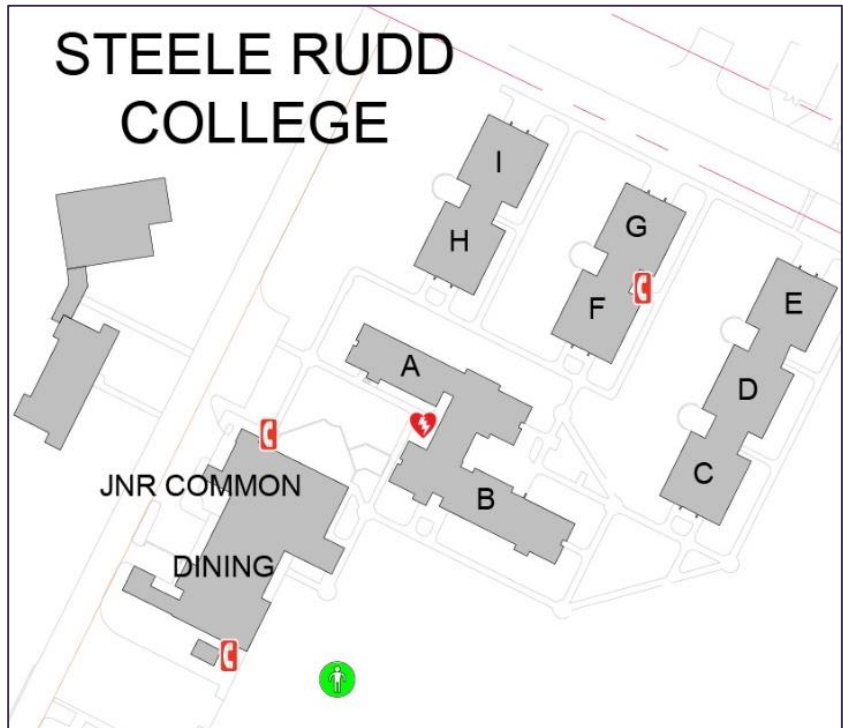 STEELE RUDD
COLLEGE
I
H
G
F
E
D
C
A
B
JNR COMMON
DINING